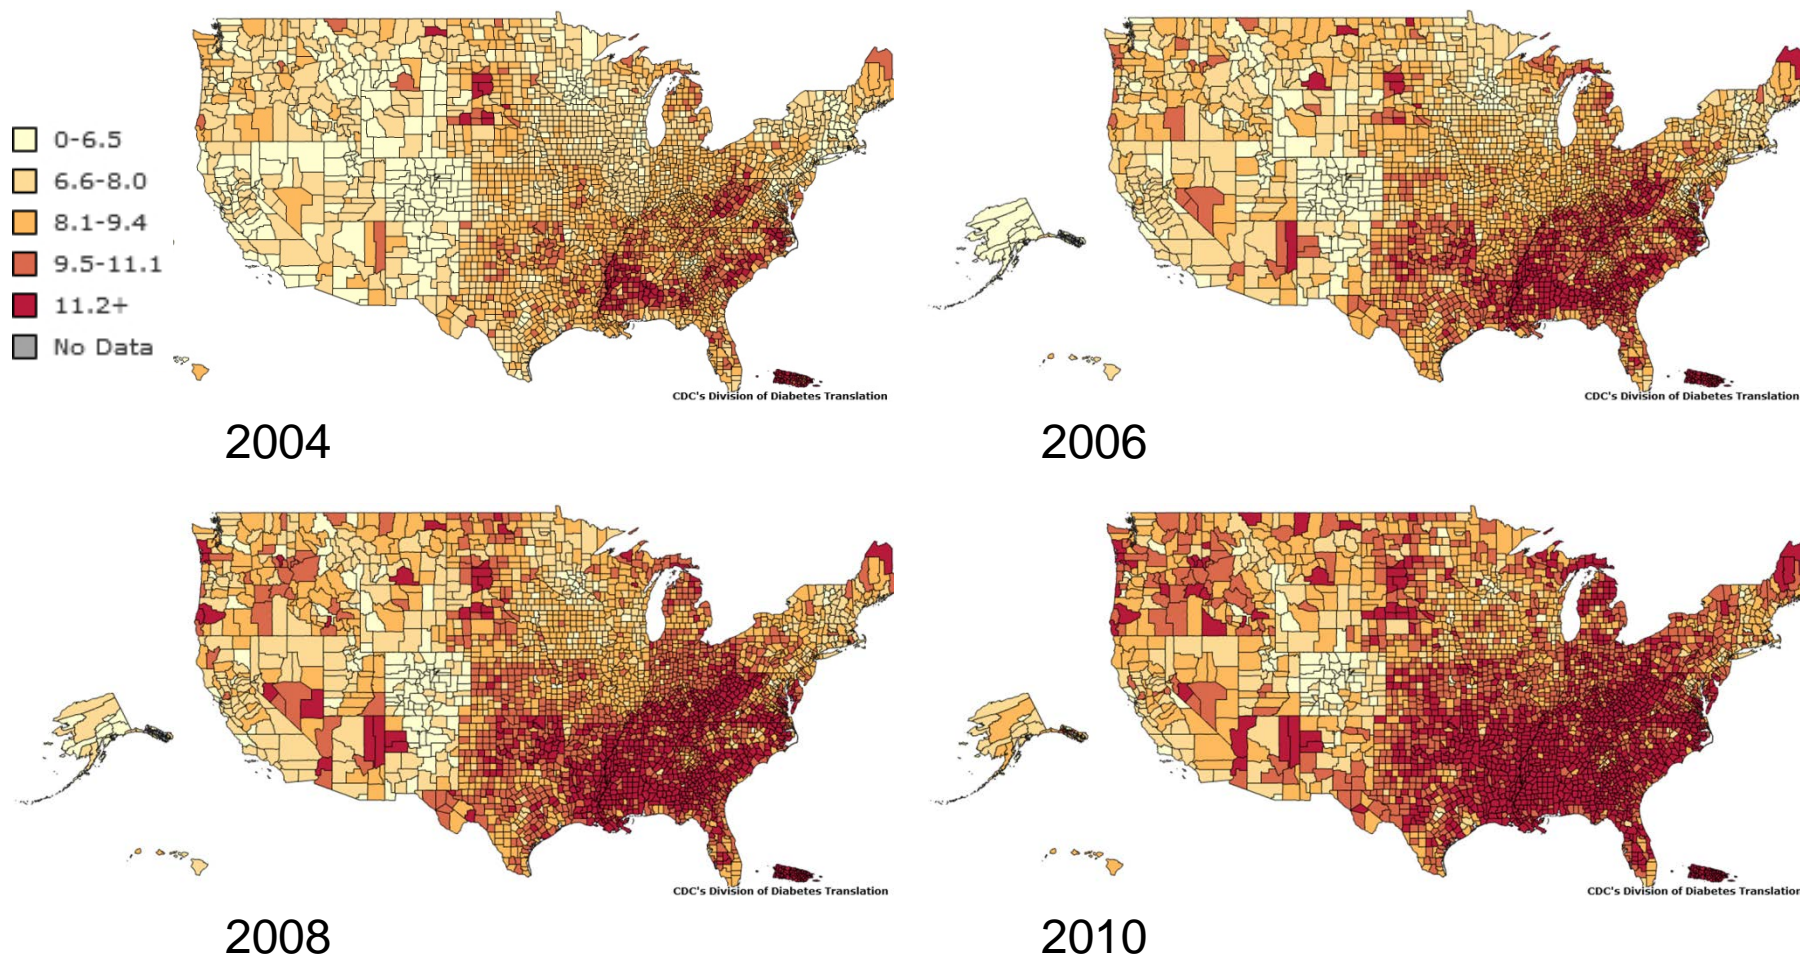 0-6.5
6.6-8.0
8.1-9.4
9.5-11.1
11.2+
No Data
CDC's Division of Diabetes Translation
2004
CDC's Division of Diabetes Translation
2006
CDC's Division of Diabetes Translation
2008
CDC's Division of Diabetes Translation
2010